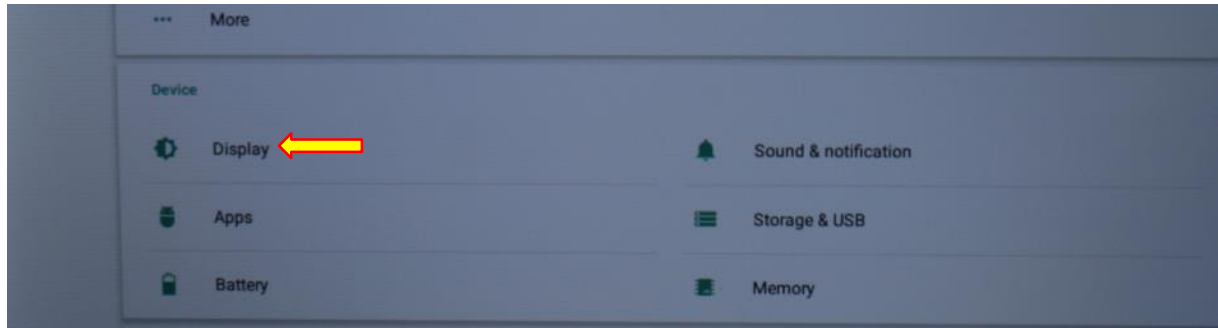 More
Device
Display
Sound & notification
Apps
Storage & USB
Battery
Memory